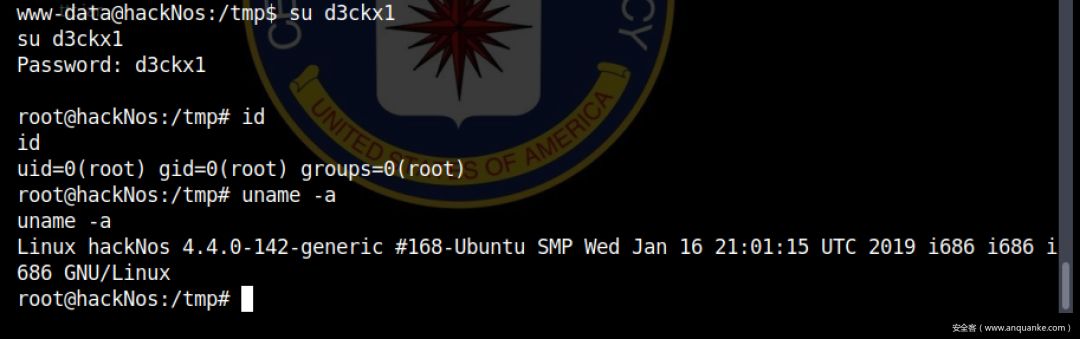 www-data@hackNos:/tmp$ su d3ckx1
su d3ckx1
Password: d3ckx1
root@hackNos:/tmp# id
id
uid=0(root) gid=0(root) groups=0(root)
root@hackNos:/tmp# uname -a
uname -a
Linux hackNos 4.4.0-142-generic #168-Ubuntu SMP Wed Jan 16 21:01:15 UTC 2019 i686 i686 i
686 GNU/Linux
root@hackNos:/tmp#
UNITED STATES OF AMERICA
CY
安全客（www.anquanke.com）